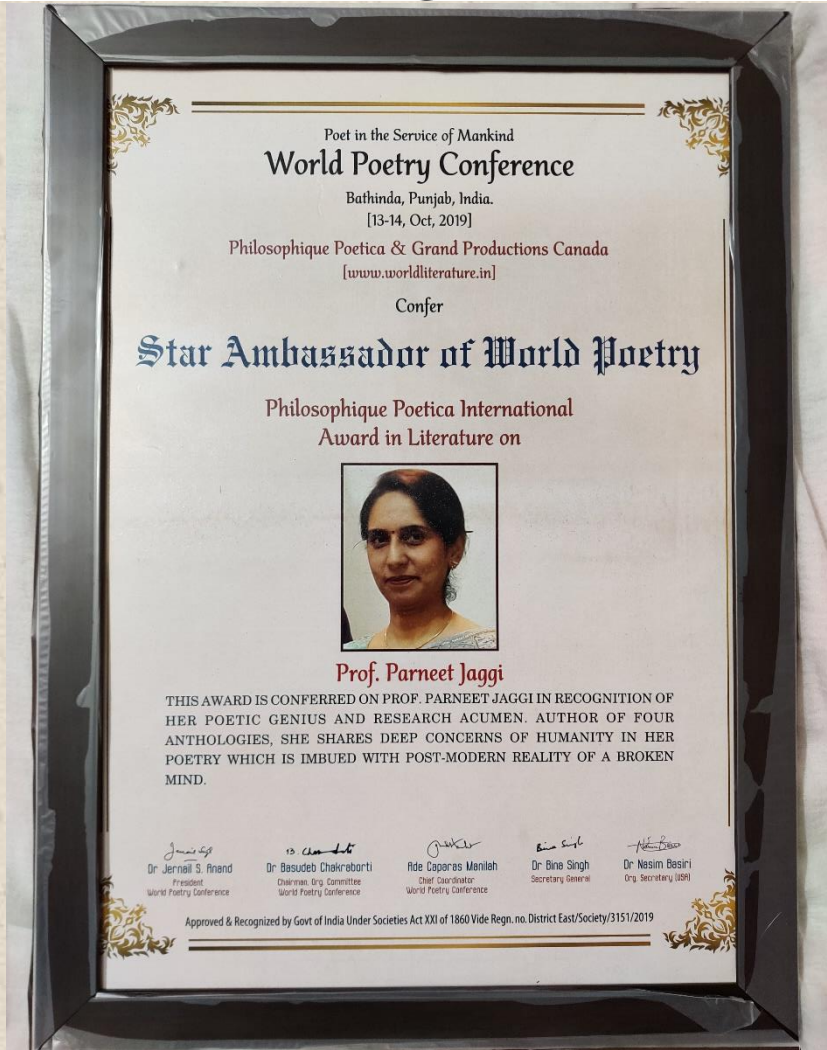 Poet in the Service of Mankind
World Poetry Conference
Bathinda, Punjab, India.
[13-14, Oct, 2019]
Philosophique Poetica & Grand Productions Canada
[www.worldliterature.in]
Confer
Star Ambassador of World Poetry
Philosophique Poetica International
Award in Literature on
Prof. Parneet Jaggi
THIS AWARD IS CONFERRED ON PROF. PARNEET JAGGI IN RECOGNITION OF
HER POETIC GENIUS AND RESEARCH ACUMEN. AUTHOR OF FOUR
ANTHOLOGIES, SHE SHARES DEEP CONCERNS OF HUMANITY IN HER
POETRY WHICH IS IMBUED WITH POST-MODERN REALITY OF A BROKEN
MIND.
Dr Jernail S. Anand
President
World Poetry Conference
Dr Basudeb Chakraborti
Chairman, Org. Committee
World Poetry Conference
Ade Caparas Manilah
Chief Coordinator
World Poetry Conference
Dr Bina Singh
Secretary General
Dr Nasim Basiri
Org. Secretary (USA)
Approved & Recognized by Govt of India Under Societies Act XXI of 1860 Vide Regn. no. District East/Society/3151/2019